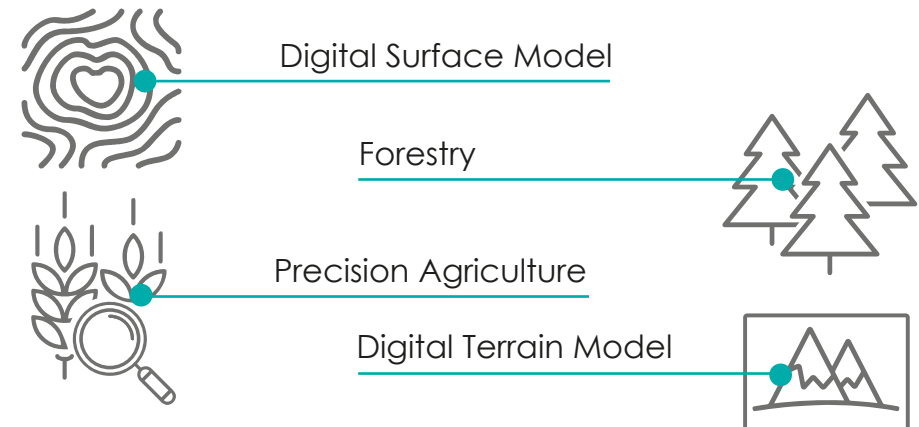 Digital Surface Model
Forestry
Precision Agriculture
Digital Terrain Model